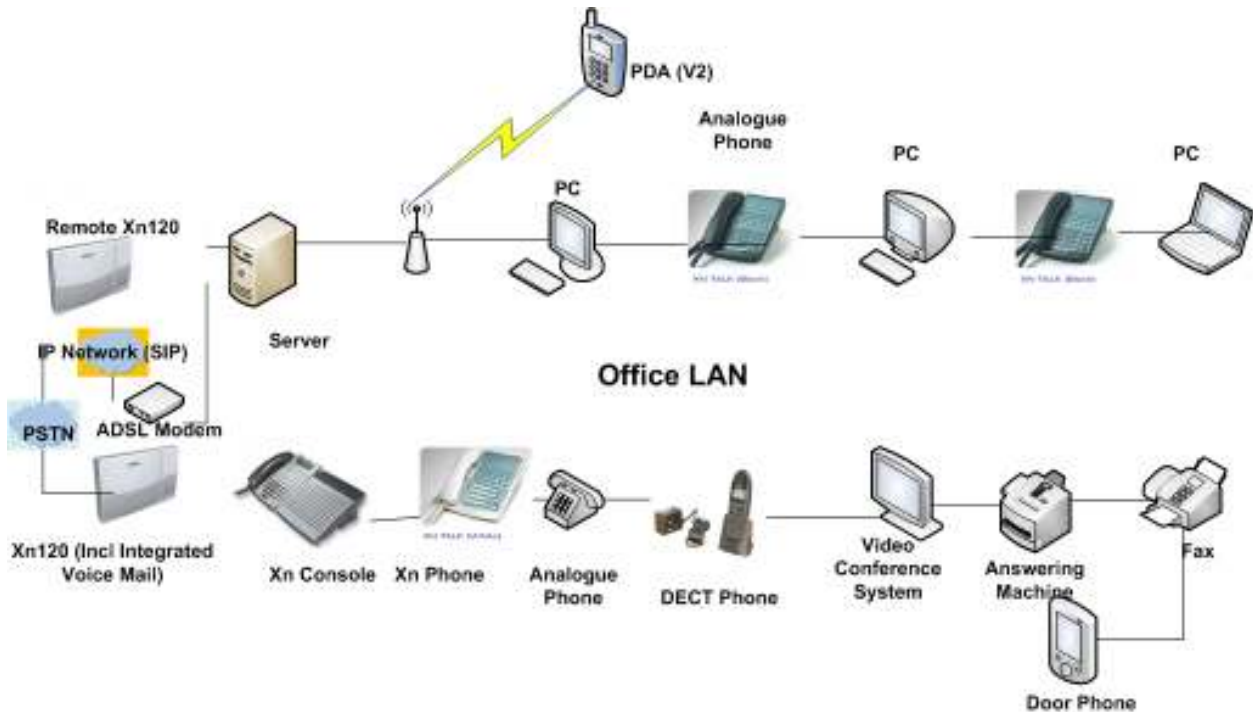 PDA (V2)
Analogue
Phone
PC
PC
PC
Remote Xn120
Server
IP Network (SIP)
Office LAN
PSTN
ADSL Modem
Xn120 (Incl Integrated
Voice Mail)
Xn Console
Xn Phone
Analogue
Phone
DECT Phone
Video
Conference
System
Answering
Machine
Fax
Door Phone